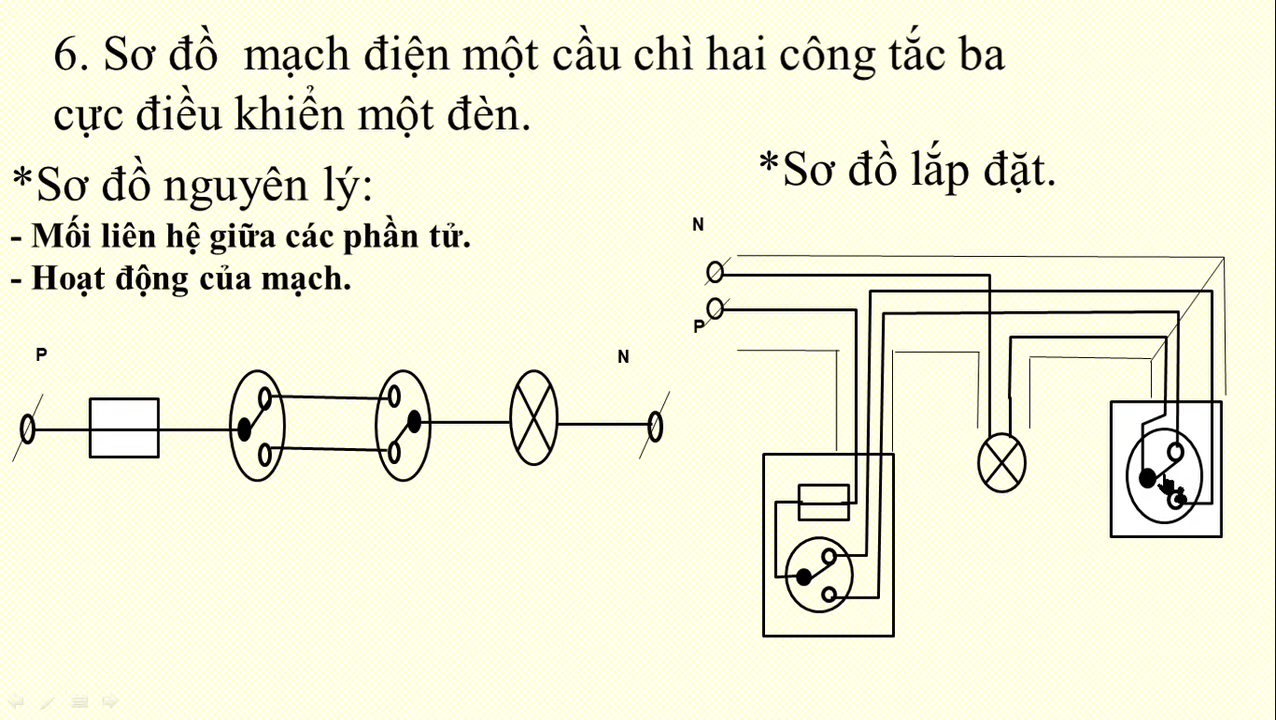 6. Sơ đồ mạch điện một cầu chì hai công tắc ba
cực điều khiển một đèn.
*Sơ đồ nguyên lý:
- Mối liên hệ giữa các phần tử.
- Hoạt động của mạch.
P
N
*Sơ đồ lắp đặt.
N
P